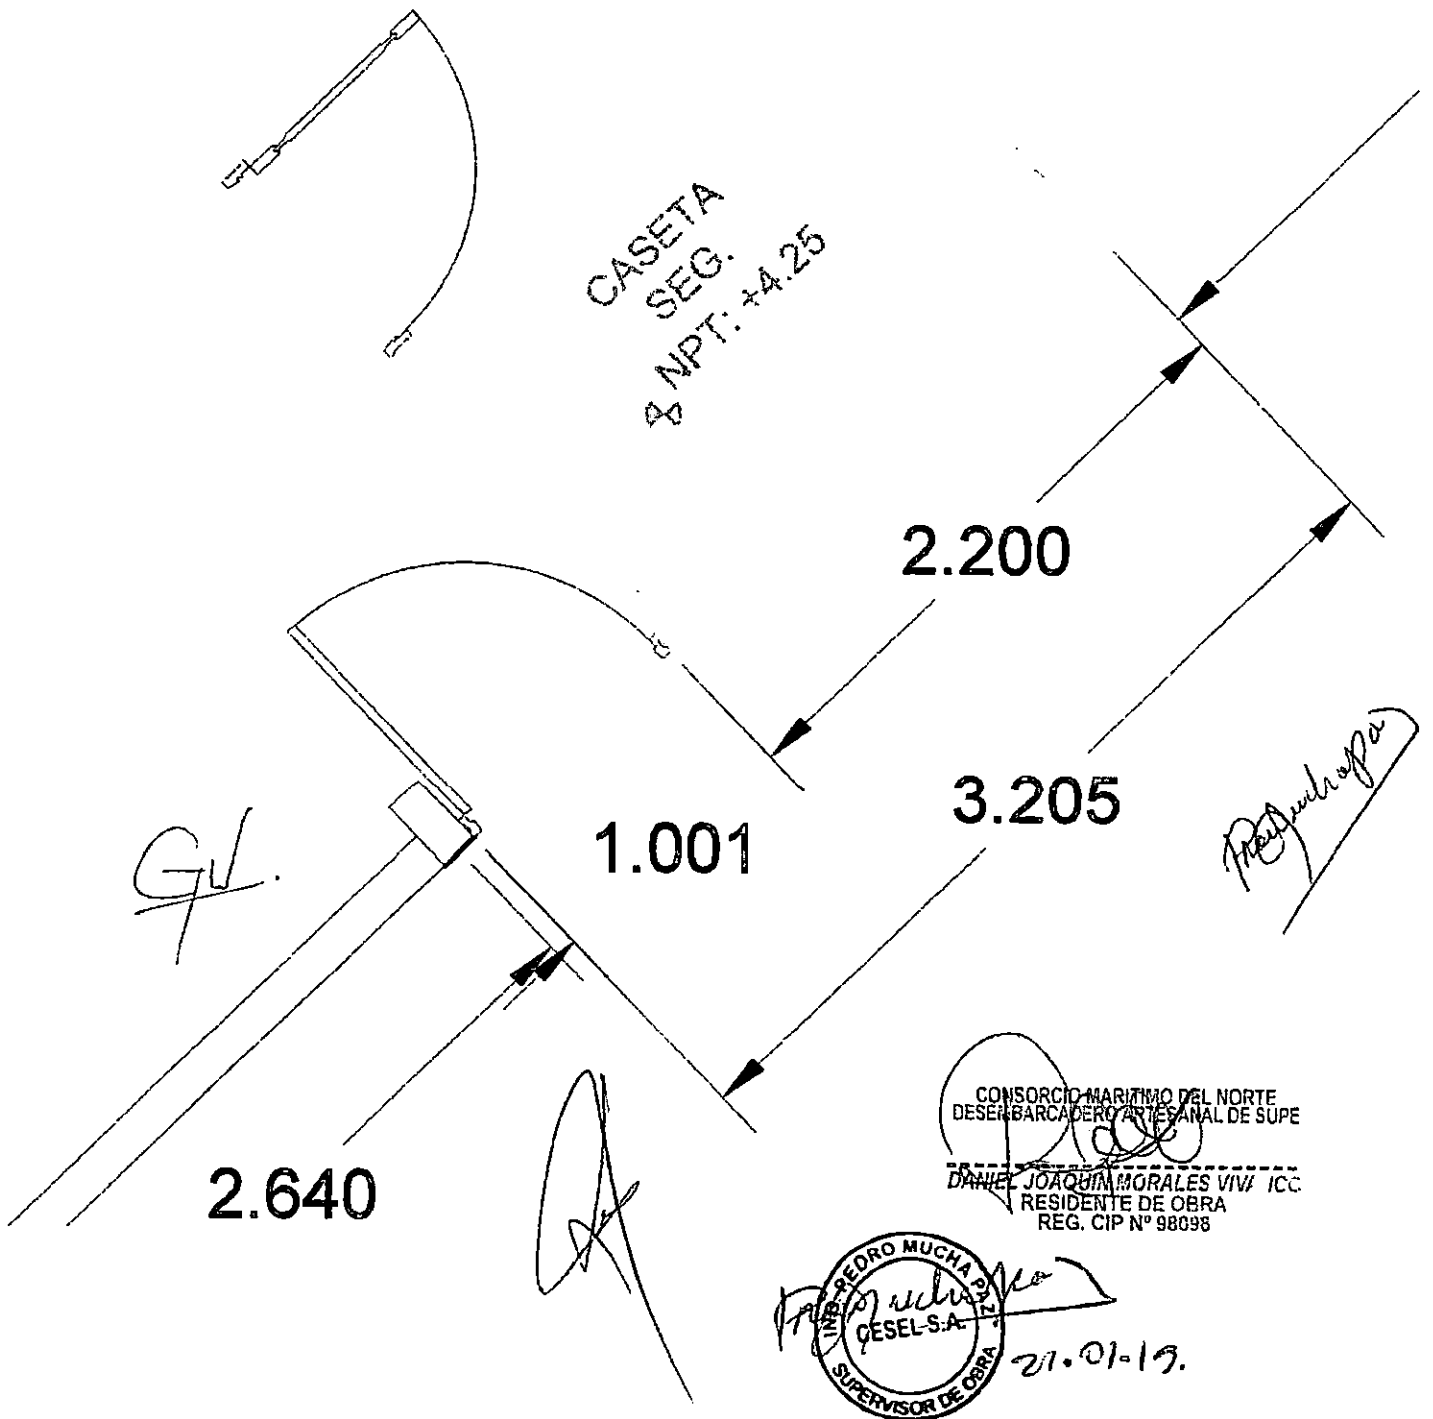 CASETA
SEG.
NPT: +4.25
2.200
3.205
1.001
2.640
GV.
CONSORCIO MARITIMO DEL NORTE
DESEMBARCADERO ARTESANAL DE SUPE
DANIEL JOAQUIN MORALES
RESIDENTE DE OBRA
REG. CIP Nº 98098
ING. PEDRO MUCHA PAZ
CESEL S.A.
SUPERVISOR DE OBRA
21.01-19.